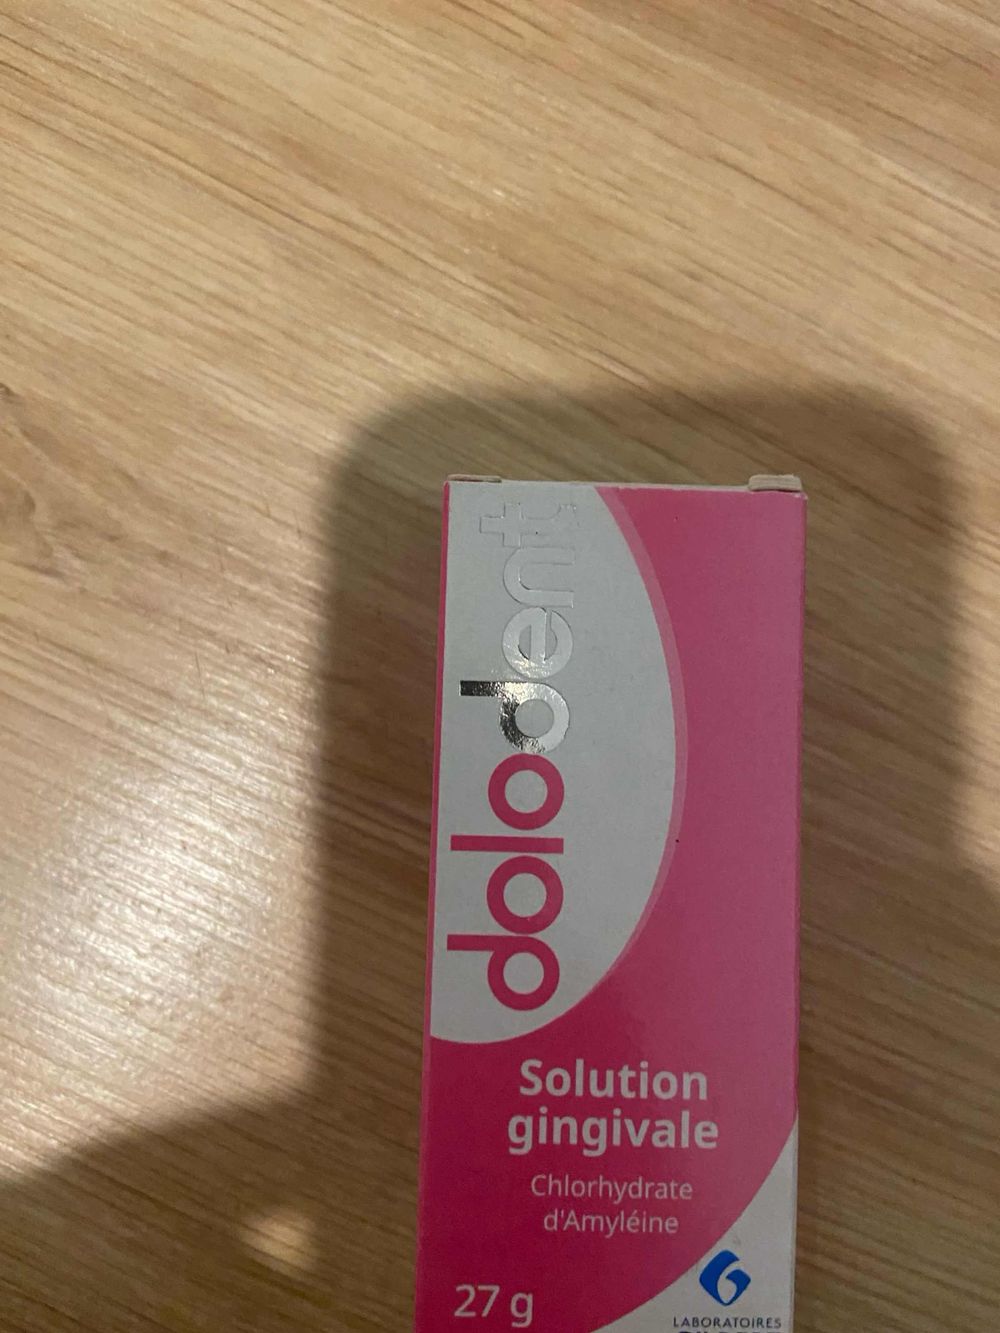 dolodent
Solution
gingivale
Chlorhydrate
d'Amyléine
27 g
LABORATOIRES